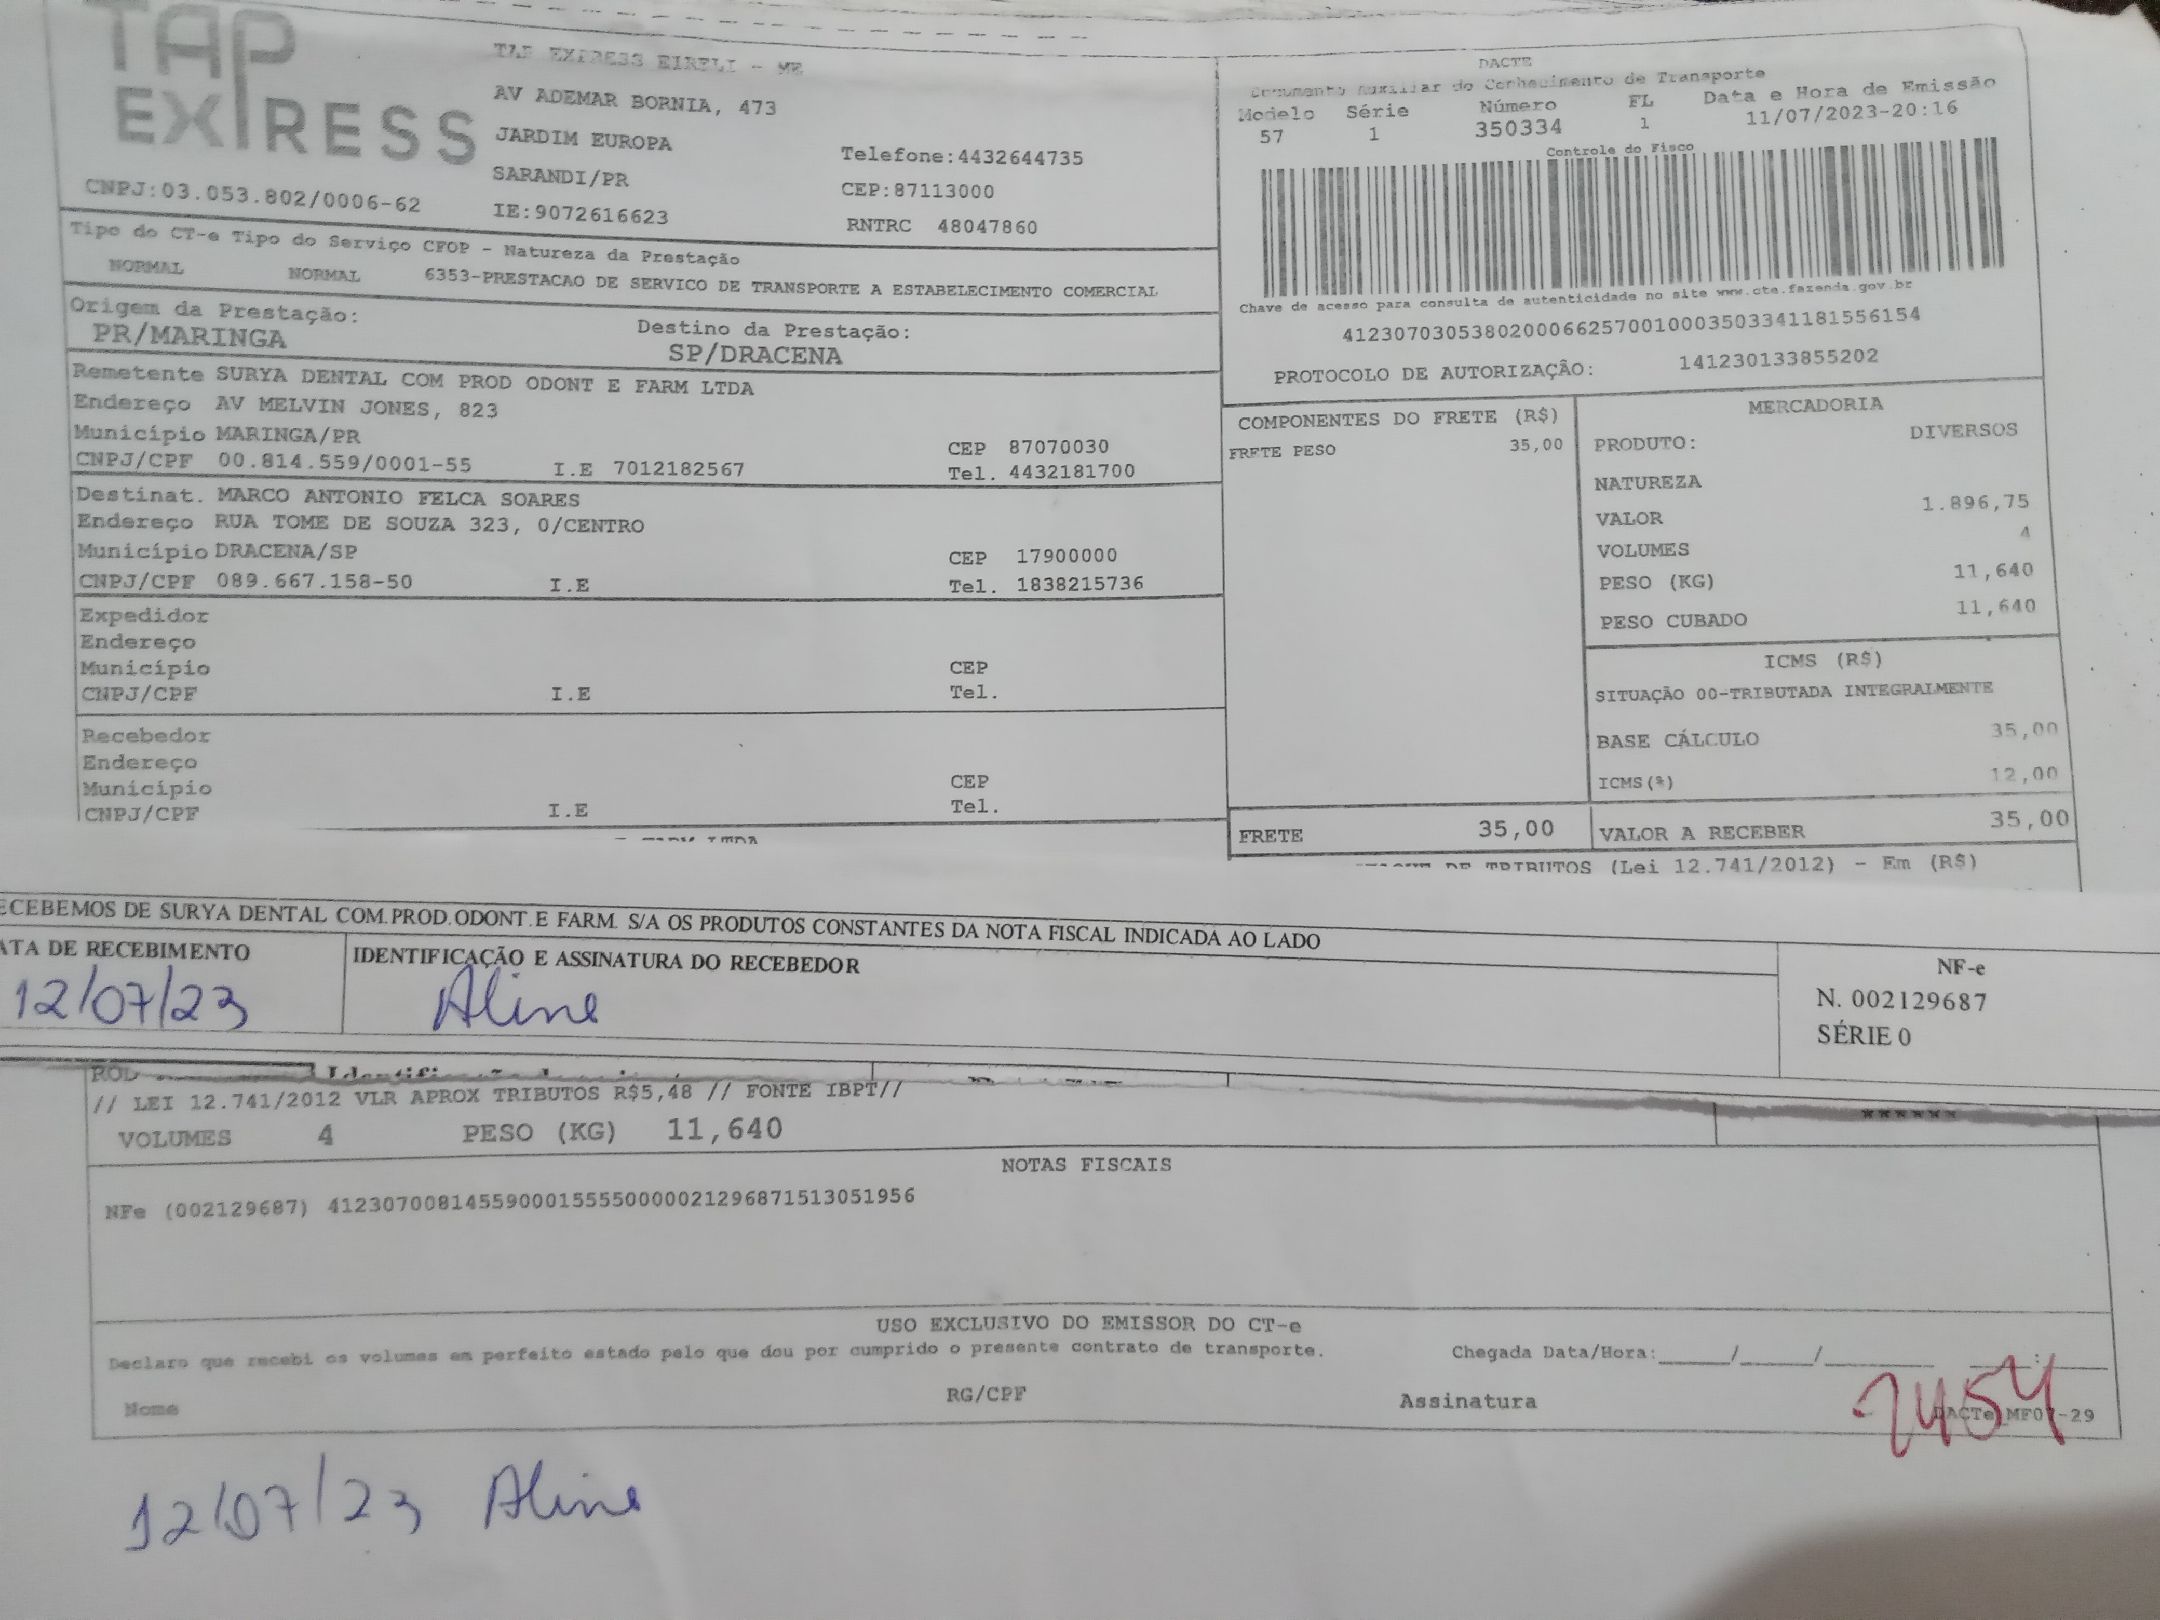 TAP EXPRESS
TAP EXPRESS EIRELI - ME
AV ADEMAR BORNIA, 473
JARDIM EUROPA
Telefone:4432644735
SARANDI/PR
CEP:87113000
CNPJ:03.053.802/0006-62
IE:9072616623
RNTRC 48047860
DACTE
Documento Auxiliar do Conhecimento de Transporte
Modelo Série Número FL Data e Hora de Emissão
57 1 350334 1 11/07/2023-20:16
Controle do Fisco
Chave de acesso para consulta de autenticidade no site www.cte.fazenda.gov.br
41230703053802000662570010003503341181556154
PROTOCOLO DE AUTORIZAÇÃO: 141230133855202
Tipo do CT-e Tipo do Serviço CFOP - Natureza da Prestação
NORMAL NORMAL 6353-PRESTACAO DE SERVICO DE TRANSPORTE A ESTABELECIMENTO COMERCIAL
Origem da Prestação: Destino da Prestação:
PR/MARINGA SP/DRACENA
Remetente SURYA DENTAL COM PROD ODONT E FARM LTDA
Endereço AV MELVIN JONES, 823
Município MARINGA/PR CEP 87070030
CNPJ/CPF 00.814.559/0001-55 I.E 7012182567 Tel. 4432181700
Destinat. MARCO ANTONIO FELCA SOARES
Endereço RUA TOME DE SOUZA 323, 0/CENTRO
Município DRACENA/SP CEP 17900000
CNPJ/CPF 089.667.158-50 I.E Tel. 1838215736
Expedidor
Endereço
Município CEP
CNPJ/CPF I.E Tel.
Recebedor
Endereço
Município CEP
CNPJ/CPF I.E Tel.
COMPONENTES DO FRETE (R$)
FRETE PESO 35,00
FRETE 35,00
MERCADORIA
PRODUTO: DIVERSOS
NATUREZA
VALOR 1.896,75
VOLUMES 4
PESO (KG) 11,640
PESO CUBADO 11,640
ICMS (R$)
SITUAÇÃO 00-TRIBUTADA INTEGRALMENTE
BASE CÁLCULO 35,00
ICMS(%) 12,00
VALOR A RECEBER 35,00
DE TRIBUTOS (Lei 12.741/2012) - Em (R$)
ECEBEMOS DE SURYA DENTAL COM.PROD.ODONT.E FARM. S/A OS PRODUTOS CONSTANTES DA NOTA FISCAL INDICADA AO LADO
ATA DE RECEBIMENTO IDENTIFICAÇÃO E ASSINATURA DO RECEBEDOR
12/07/23 Aline
NF-e
N. 002129687
SÉRIE 0
// LEI 12.741/2012 VLR APROX TRIBUTOS R$5,48 // FONTE IBPT//
******
VOLUMES 4 PESO (KG) 11,640
NOTAS FISCAIS
NFe (002129687) 41230700814559000155550000021296871513051956
USO EXCLUSIVO DO EMISSOR DO CT-e
Declaro que recebi os volumes em perfeito estado pelo que dou por cumprido o presente contrato de transporte. Chegada Data/Hora:_____/_____/_______ ___:___
Nome RG/CPF Assinatura
2454
12/07/23 Aline